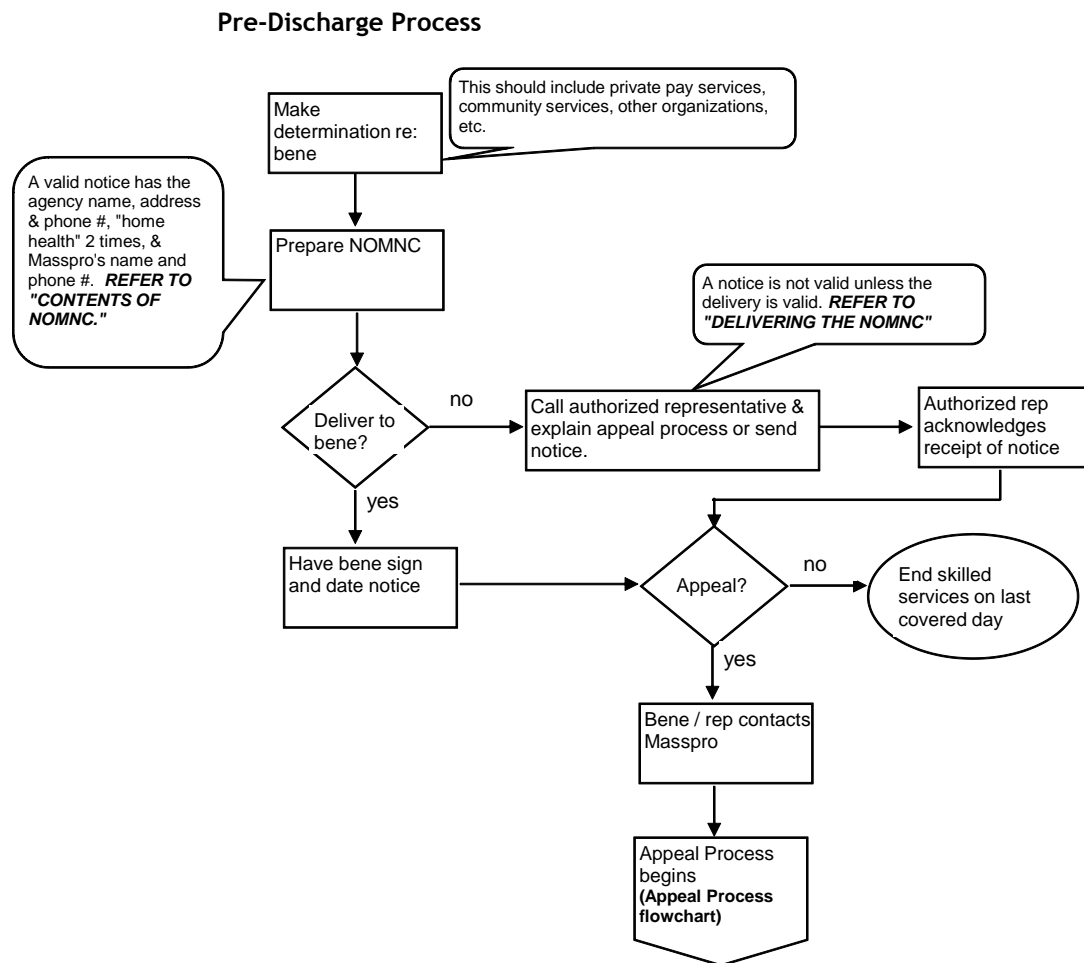 Pre-Discharge Process
This should include private pay services,
community services, other organizations,
etc.
Make
determination re:
bene
A valid notice has the
agency name, address
& phone #, "home
health" 2 times, &
Masspro's name and
phone #.  REFER TO
"CONTENTS OF
NOMNC."
Prepare NOMNC
A notice is not valid unless the
delivery is valid. REFER TO
"DELIVERING THE NOMNC"
Deliver to
bene?
no
Call authorized representative &
explain appeal process or send
notice.
Authorized rep
acknowledges
receipt of notice
yes
Have bene sign
and date notice
Appeal?
no
End skilled
services on last
covered day
yes
Bene / rep contacts
Masspro
Appeal Process
begins
(Appeal Process
flowchart)